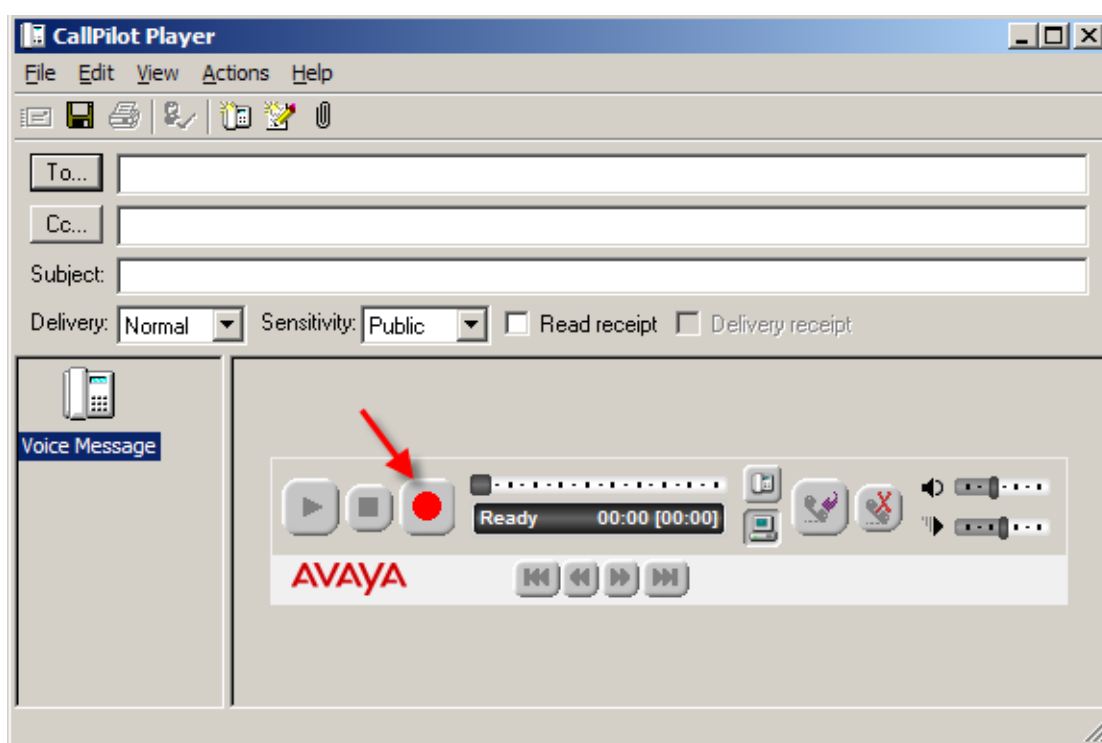 CallPilot Player
File Edit View Actions Help
To...
Cc...
Subject:
Delivery: Normal Sensitivity: Public Read receipt Delivery receipt
Voice Message
Ready 00:00 [00:00]
AVAYA